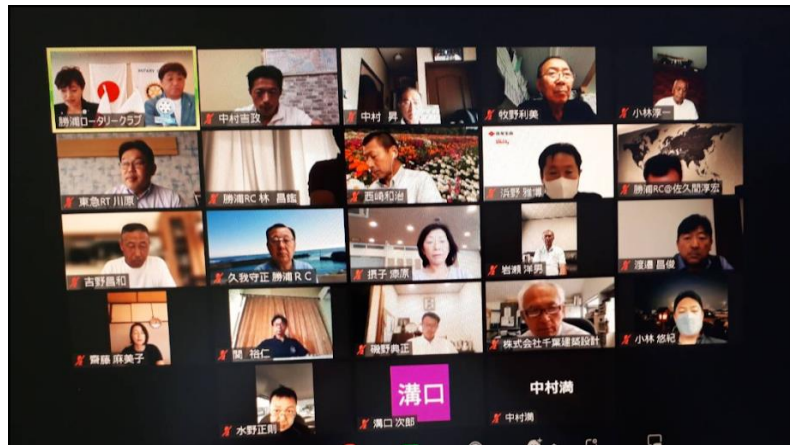 勝浦ロータリークラブ
中村吉政
中村 昇
牧野利美
小林淳一
東急RT 川原
勝浦RC 林 昌鑑
西崎和治
浜野 雅博
勝浦RC@佐久間淳宏
吉野昌和
久我守正 勝浦RC
摂子 漆原
岩瀬 洋男
渡邉 昌俊
齋藤 麻美子
関 裕仁
磯野典正
株式会社千葉建築設計
小林 悠紀
水野正則
溝口
溝口 次郎
中村満
中村満